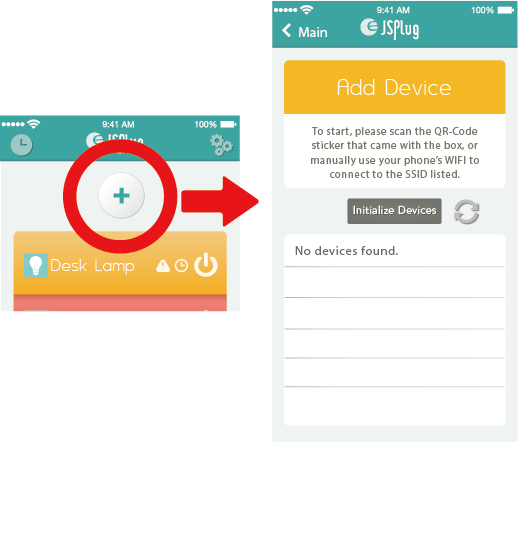 9:41 AM 100%
JSPlug
Desk Lamp
9:41 AM 100%
Main JSPlug
Add Device
To start, please scan the QR-Code
sticker that came with the box, or
manually use your phone's WIFI to
connect to the SSID listed.
Initialize Devices
No devices found.